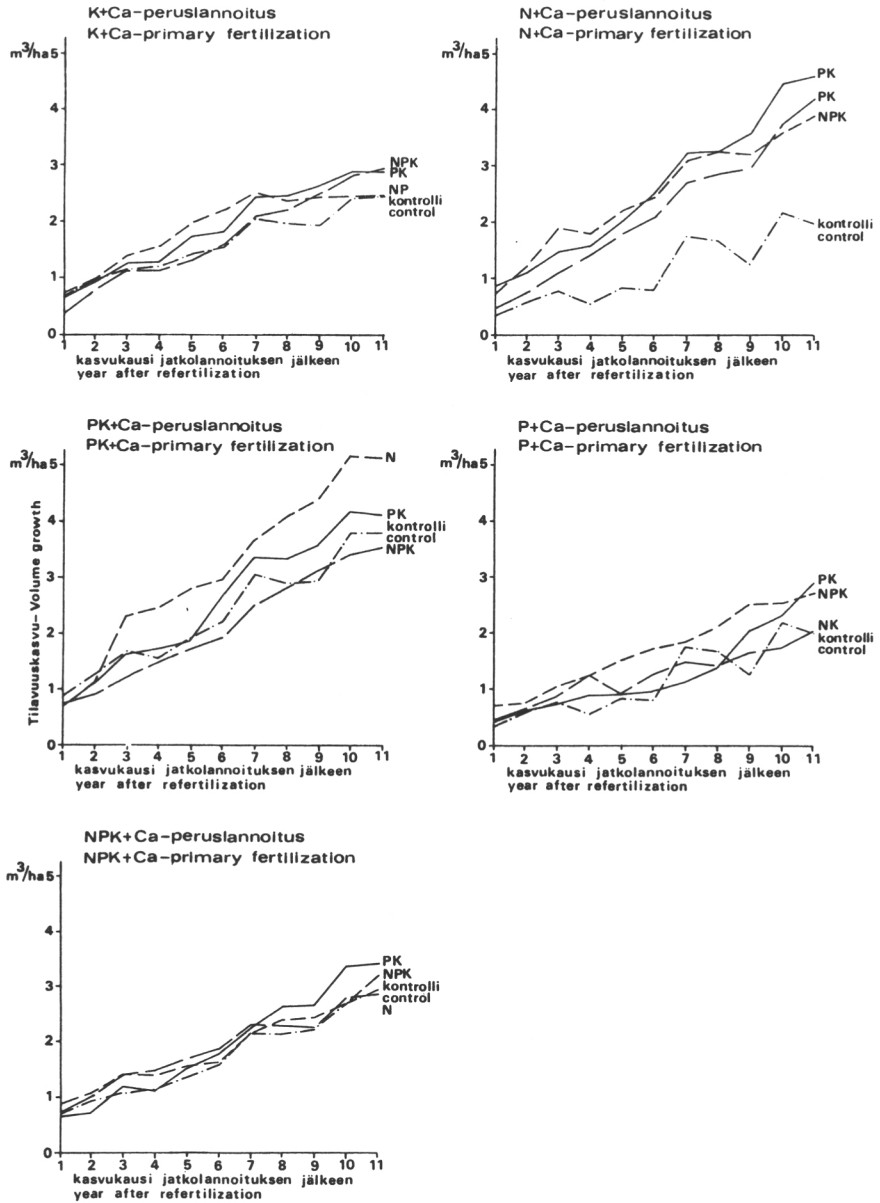 K+Ca-peruslannoitus
K+Ca-primary fertilization
m³/ha5
4
3
2
1
0
NPK
PK
NP
kontrolli
control
1 2 3 4 5 6 7 8 9 10 11
kasvukausi jatkolannoituksen jälkeen
year after refertilization
N+Ca-peruslannoitus
N+Ca-primary fertilization
m³/ha5
4
3
2
1
0
PK
PK
NPK
kontrolli
control
1 2 3 4 5 6 7 8 9 10 11
kasvukausi jatkolannoituksen jälkeen
year after refertilization
PK+Ca-peruslannoitus
PK+Ca-primary fertilization
m³/ha5
4
3
2
1
0
Tilavuuskasvu-Volume growth
N
PK
kontrolli
control
NPK
1 2 3 4 5 6 7 8 9 10 11
kasvukausi jatkolannoituksen jälkeen
year after refertilization
P+Ca-peruslannoitus
P+Ca-primary fertilization
m³/ha5
4
3
2
1
0
PK
NPK
NK
kontrolli
control
1 2 3 4 5 6 7 8 9 10 11
kasvukausi jatkolannoituksen jälkeen
year after refertilization
NPK+Ca-peruslannoitus
NPK+Ca-primary fertilization
m³/ha5
4
3
2
1
0
PK
NPK
kontrolli
control
N
1 2 3 4 5 6 7 8 9 10 11
kasvukausi jatkolannoituksen jälkeen
year after refertilization